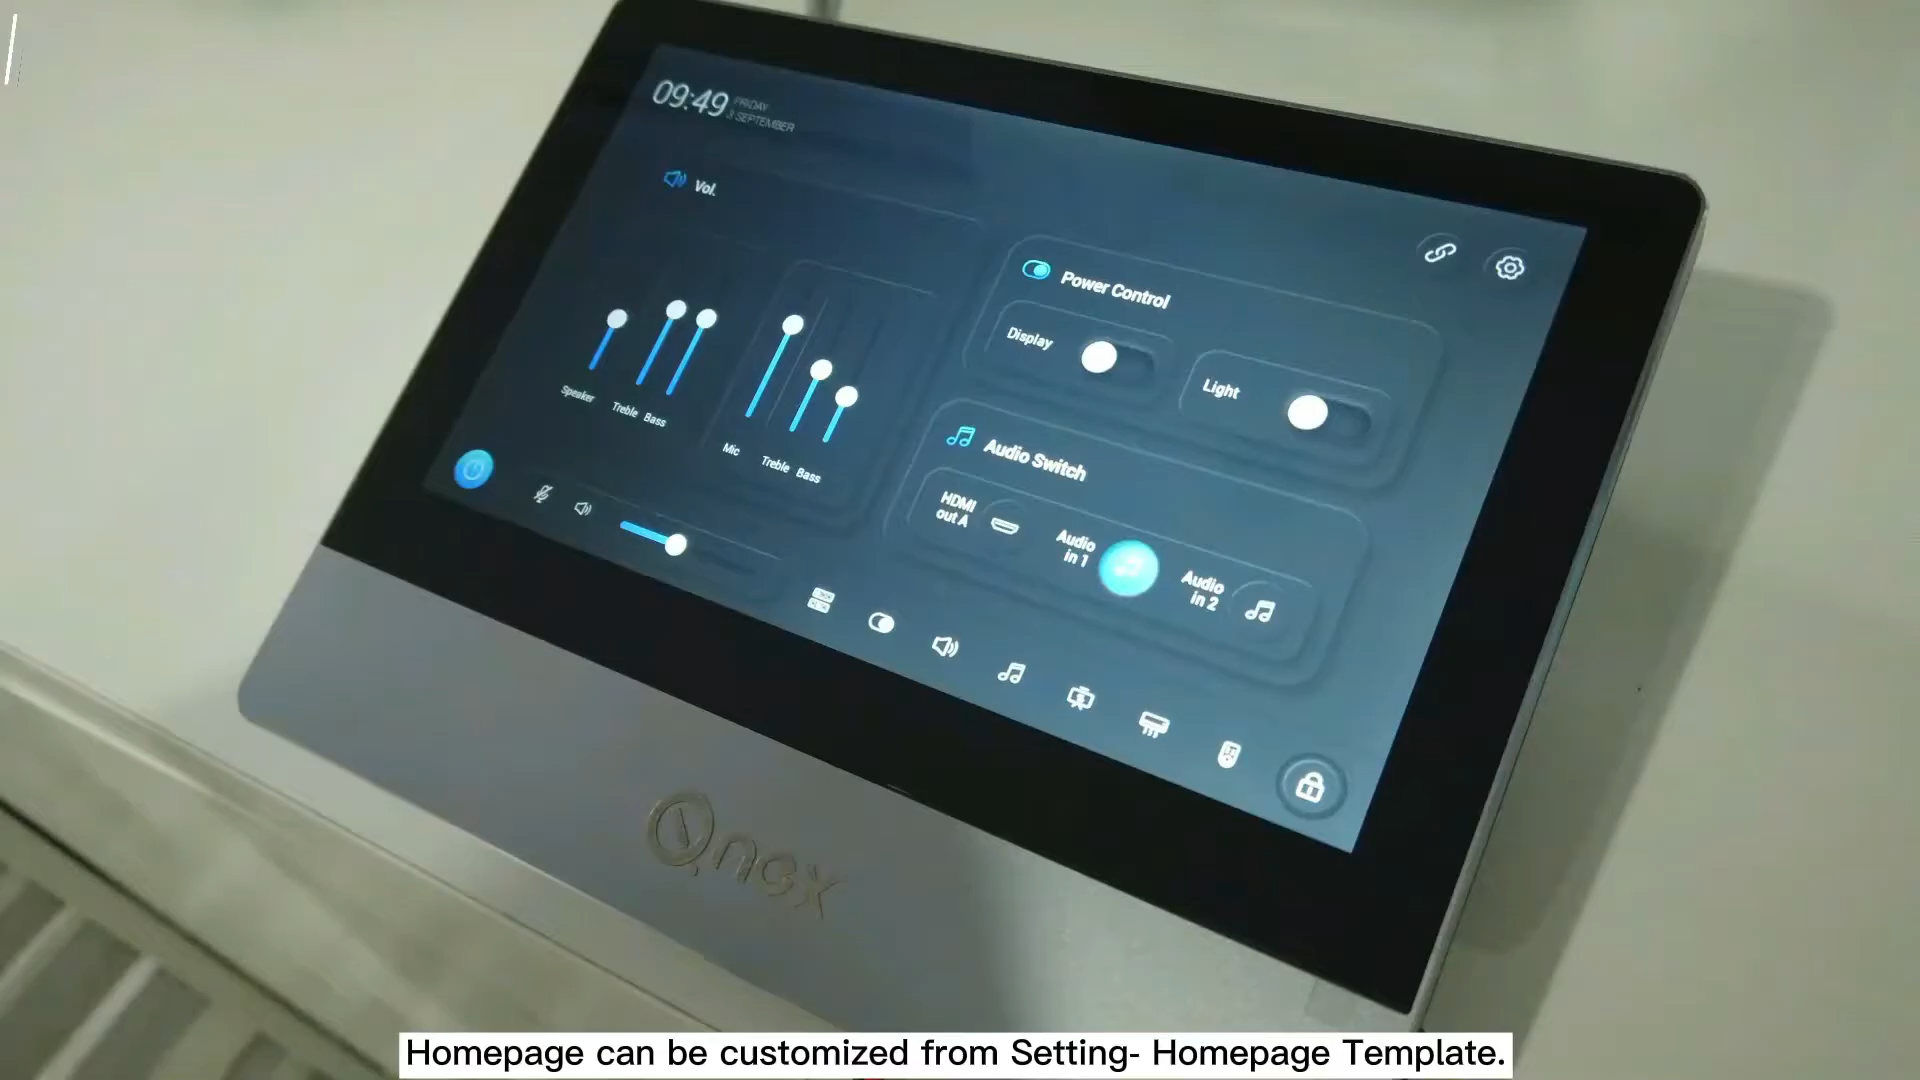 09:49
FRIDAY
3 SEPTEMBER
Vol.
Speaker
Treble
Bass
Mic
Treble
Bass
Power Control
Display
Light
Audio Switch
HDMI
out A
Audio
in 1
Audio
in 2
Qnex
Homepage can be customized from Setting- Homepage Template.